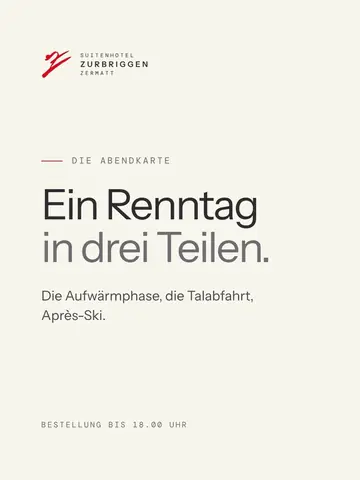 SUITENHOTEL
ZURBRIGGEN
ZERMATT
DIE ABENDKARTE
Ein Renntag
in drei Teilen.
Die Aufwärmphase, die Talabfahrt,
Après-Ski.
BESTELLUNG BIS 18.00 UHR